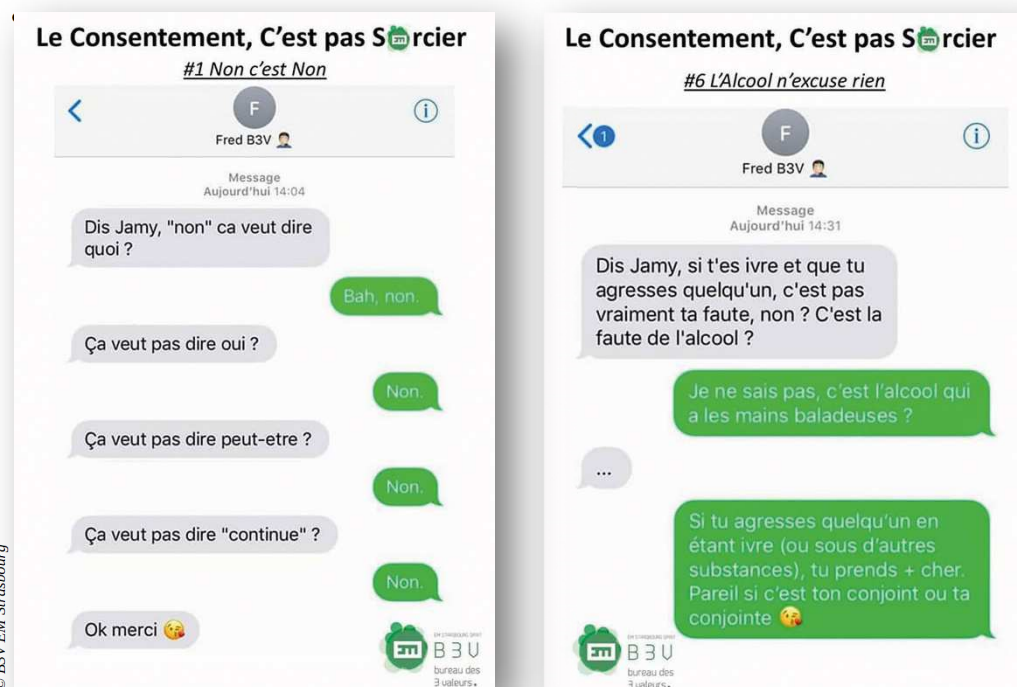 Le Consentement, C'est pas Sorcier
#1 Non c'est Non
F
Fred B3V
Message
Aujourd'hui 14:04
Dis Jamy, "non" ca veut dire
quoi ?
Bah, non.
Ça veut pas dire oui ?
Non.
Ça veut pas dire peut-etre ?
Non.
Ça veut pas dire "continue" ?
Non.
Ok merci
Em
B3V
bureau des
3 valeurs.
© B3V EM Strasbourg
Le Consentement, C'est pas Sorcier
#6 L'Alcool n'excuse rien
1
F
Fred B3V
Message
Aujourd'hui 14:31
Dis Jamy, si t'es ivre et que tu
agresses quelqu'un, c'est pas
vraiment ta faute, non ? C'est la
faute de l'alcool ?
Je ne sais pas, c'est l'alcool qui
a les mains baladeuses ?
...
Si tu agresses quelqu'un en
étant ivre (ou sous d'autres
substances), tu prends + cher.
Pareil si c'est ton conjoint ou ta
conjointe
Em
B3V
bureau des
3 valeurs.